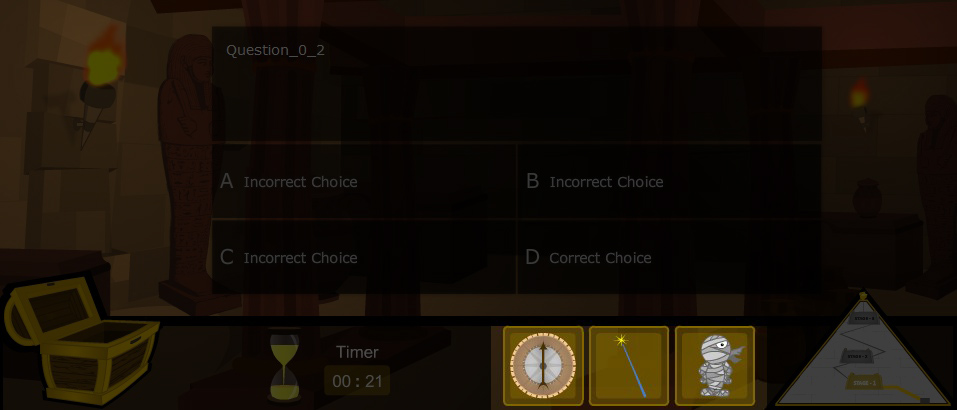 Question_0_2
A Incorrect Choice
B Incorrect Choice
C Incorrect Choice
D Correct Choice
Timer
00 : 21